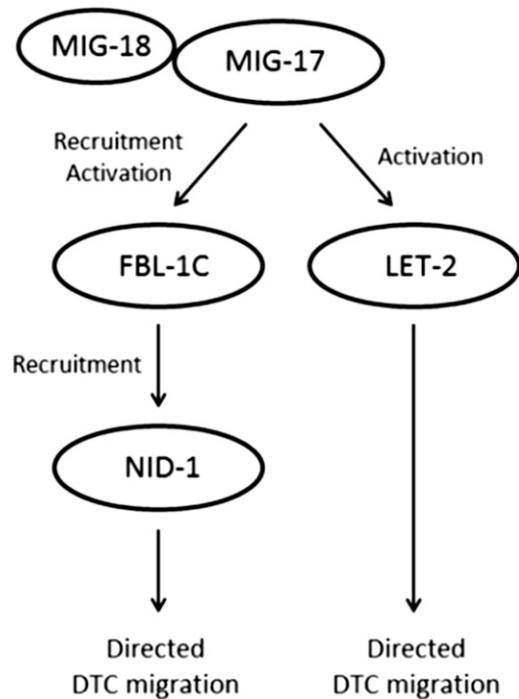 MIG-18
MIG-17
Recruitment
Activation
Activation
FBL-1C
LET-2
Recruitment
NID-1
Directed
DTC migration
Directed
DTC migration